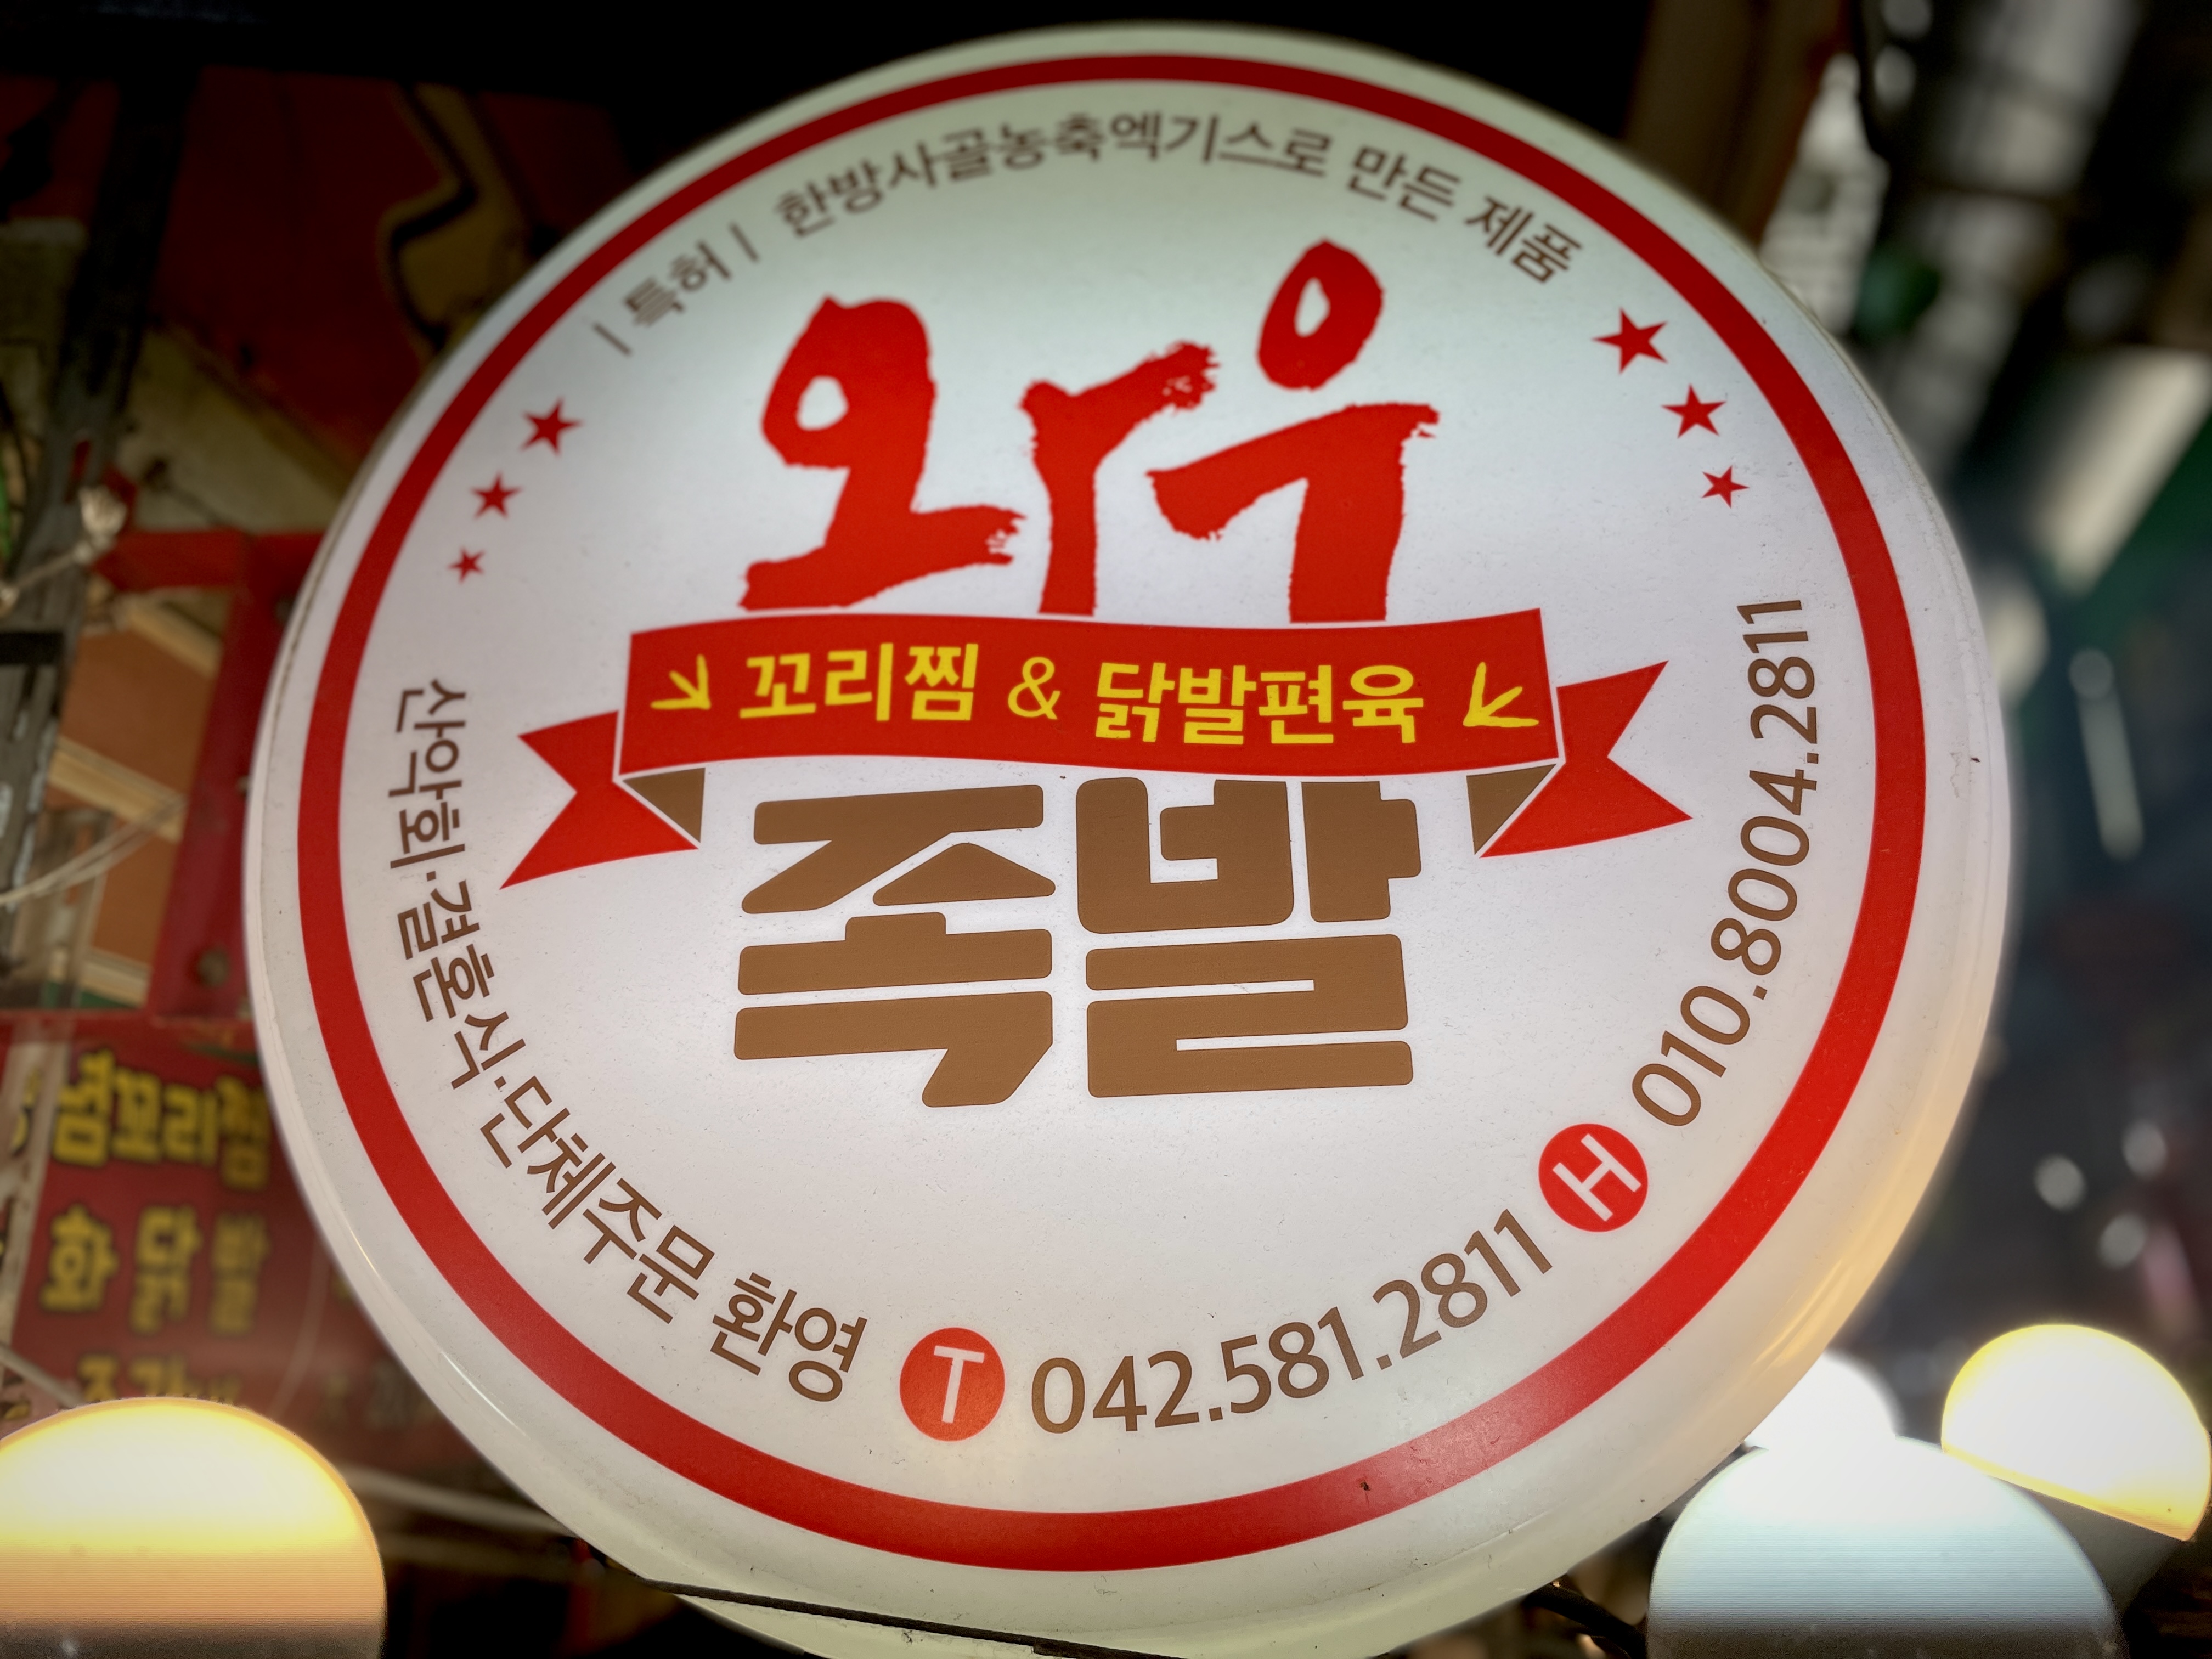 | 특허 | 한방사골농축엑기스로 만든 제품
와우
꼬리찜 & 닭발편육
족발
산악회·결혼식·단체주문 환영
T 042.581.2811
H 010.8004.2811